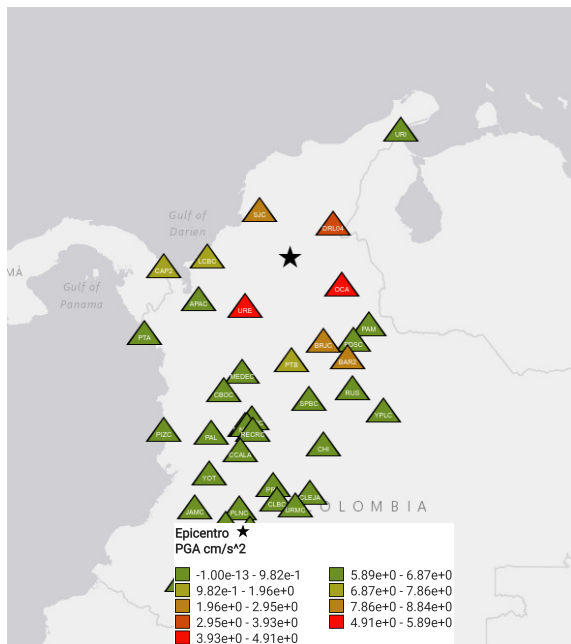 URI
SJC
DRL04
Gulf of
Darien
LCBC
CAP2
MÁ
Gulf of
Panama
OCA
APAC
URE
PAM
PTA
BRJC
BAR2
PTB
MEDEC
CBOC
RUS
SPBC
YPLC
PIZC
PAL
RECRC
CHI
CCALA
YOT
CLEJA
CLBC
URMC
OLOMBIA
JAMC
PLNC
Epicentro
PGA cm/s^2
-1.00e-13 - 9.82e-1
9.82e-1 - 1.96e+0
1.96e+0 - 2.95e+0
2.95e+0 - 3.93e+0
3.93e+0 - 4.91e+0
5.89e+0 - 6.87e+0
6.87e+0 - 7.86e+0
7.86e+0 - 8.84e+0
4.91e+0 - 5.89e+0